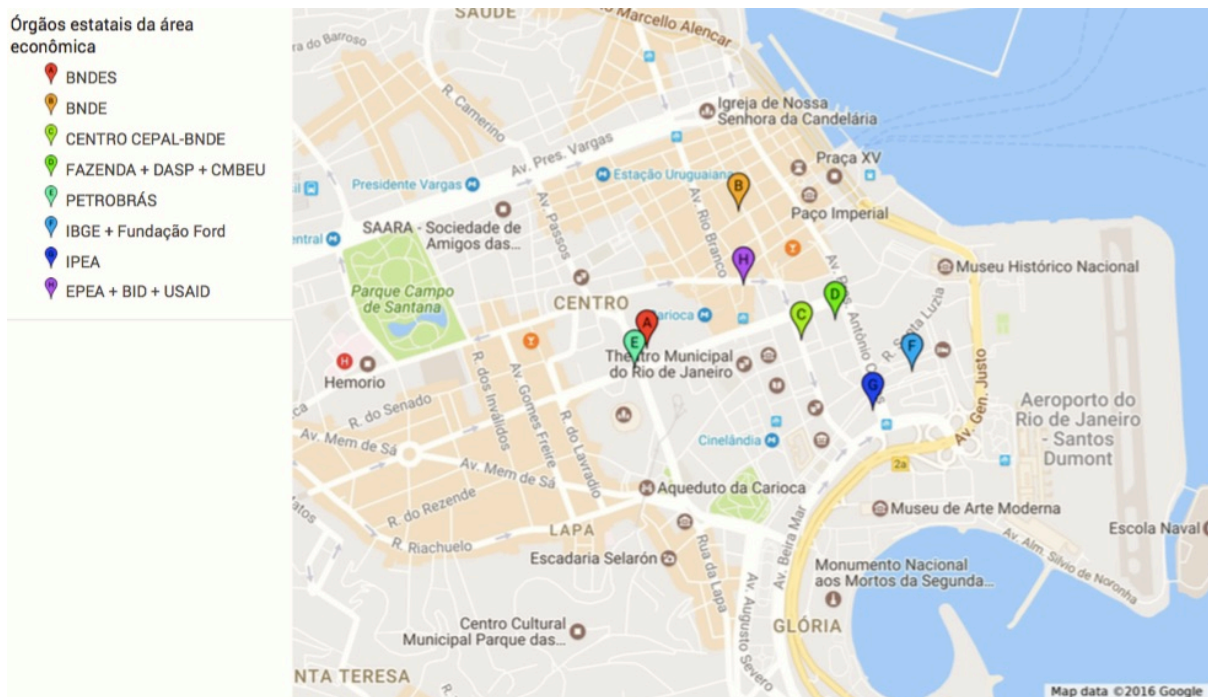 Órgãos estatais da área
econômica
A BNDES
B BNDE
C CENTRO CEPAL-BNDE
D FAZENDA + DASP + CMBEU
E PETROBRÁS
F IBGE + Fundação Ford
G IPEA
H EPEA + BID + USAID
SAÚDE
Marcello Alencar
ra do Barroso
R. Camerino
Igreja de Nossa
Senhora da Candelária
Av. Pres. Vargas
Presidente Vargas
Estação Uruguaiana
Praça XV
B
Av. Passos
Av. Rio Branco
Paço Imperial
SAARA - Sociedade de
Amigos das...
entral
H
Museu Histórico Nacional
Parque Campo
de Santana
CENTRO
D
C
R. Santa Luzia
Carioca
A
E
Theatro Municipal
do Rio de Janeiro
F
H
Hemorio
G
R. dos Inválidos
Av. Gomes Freire
R. do Lavradio
Av. Gen. Justo
Aeroporto do
Rio de Janeiro
- Santos
Dumont
R. do Senado
Av. Mem de Sá
Cinelândia
2a
Av. Mem de Sá
Aqueduto da Carioca
R. do Rezende
Museu de Arte Moderna
Escola Naval
LAPA
R. Riachuelo
Av. Beira Mar
Av. Alm. Silvio de Noronha
Escadaria Selarón
Rua da Lapa
Monumento Nacional
aos Mortos da Segunda...
Av. Augusto Severo
GLÓRIA
Centro Cultural
Municipal Parque das...
NTA TERESA
Map data ©2016 Google